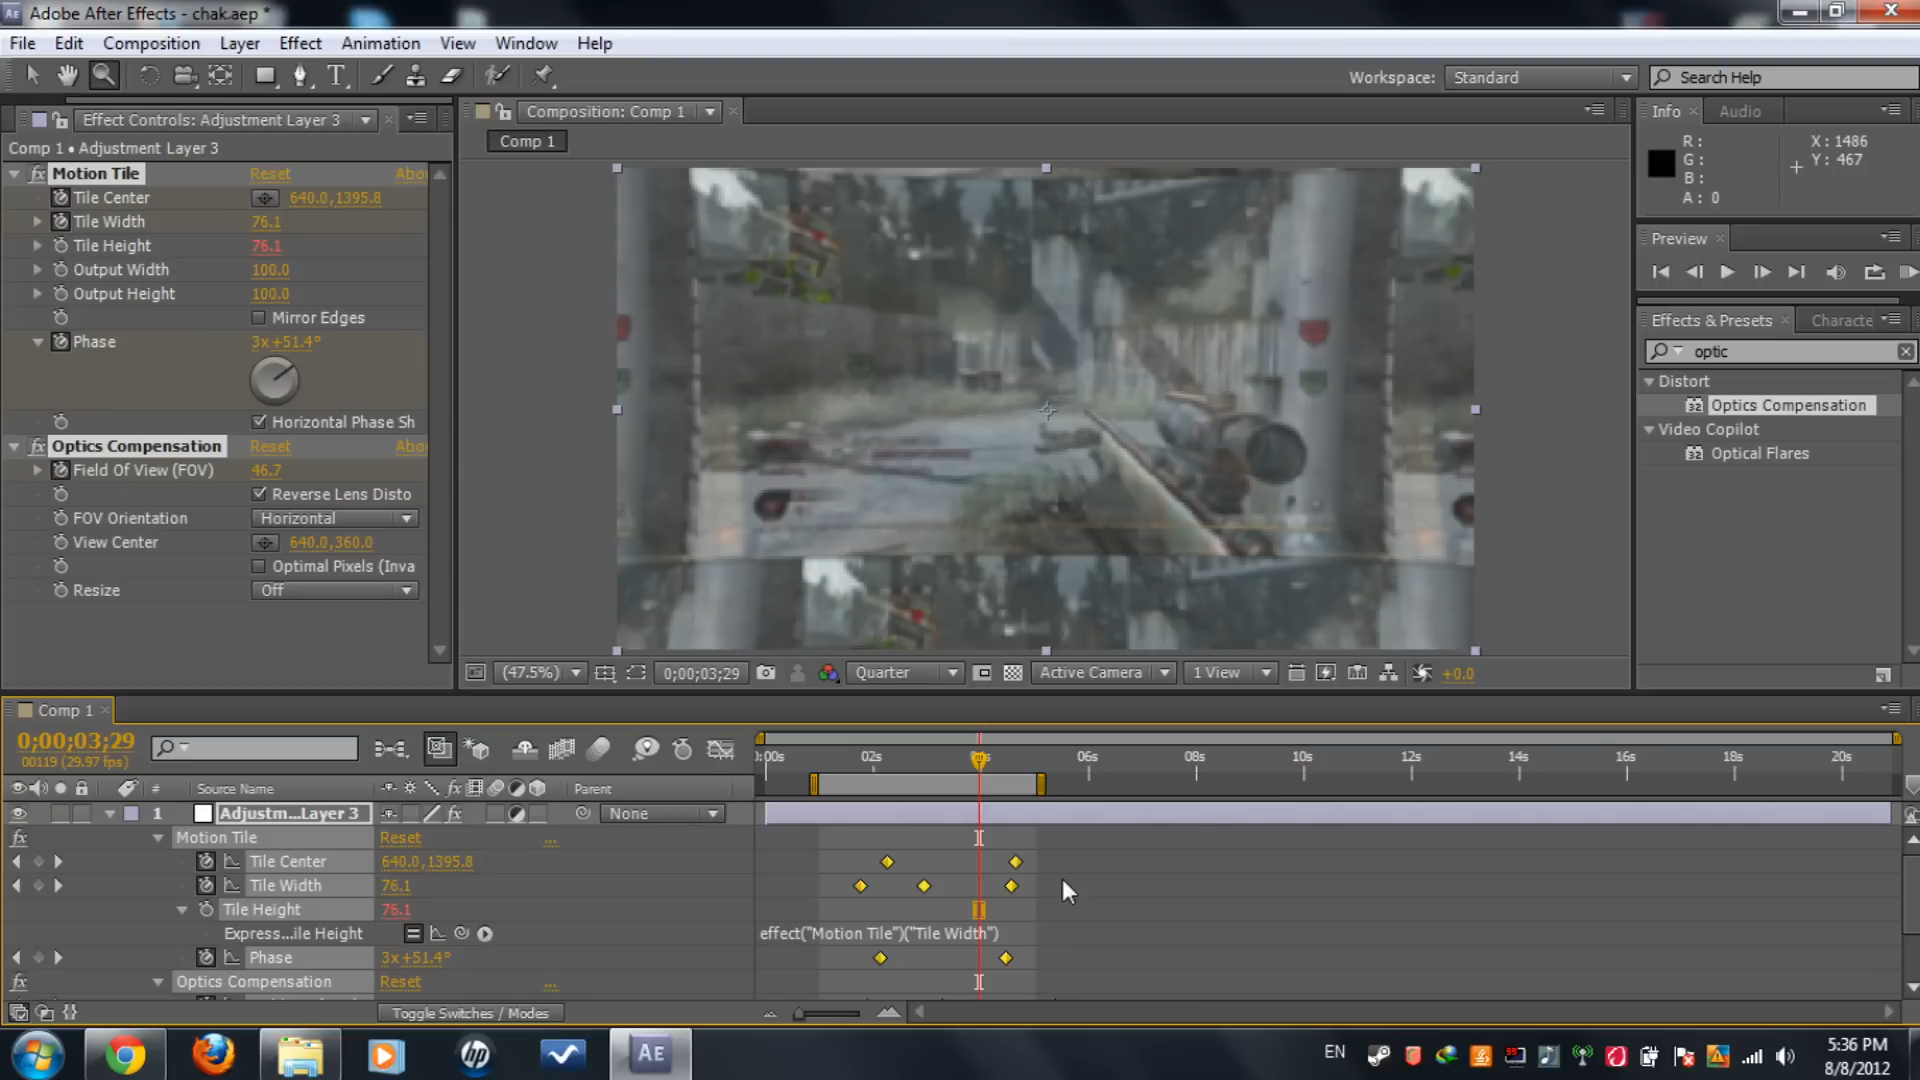 Adobe After Effects - chak.aep *
File Edit Composition Layer Effect Animation View Window Help
Workspace: Standard Search Help
Effect Controls: Adjustment Layer 3
Comp 1 • Adjustment Layer 3
Motion Tile Reset Abo
Tile Center 640.0,1395.8
Tile Width 76.1
Tile Height 76.1
Output Width 100.0
Output Height 100.0
Mirror Edges
Phase 3x+51.4°
Horizontal Phase Sh
Optics Compensation Reset Abo
Field Of View (FOV) 46.7
Reverse Lens Disto
FOV Orientation Horizontal
View Center 640.0,360.0
Optimal Pixels (Inva
Resize Off
Composition: Comp 1
Comp 1
(47.5%) 0;00;03;29 Quarter Active Camera 1 View +0.0
Info Audio
R: X: 1486
G: Y: 467
B:
A: 0
Preview
Effects & Presets Characte
optic
Distort
32 Optics Compensation
Video Copilot
32 Optical Flares
Comp 1
0;00;03;29
00119 (29.97 fps)
# Source Name Parent
1 Adjustm...Layer 3 None
Motion Tile Reset ...
Tile Center 640.0,1395.8
Tile Width 76.1
Tile Height 76.1
Express...ile Height effect("Motion Tile")("Tile Width")
Phase 3x+51.4°
Optics Compensation Reset ...
Toggle Switches / Modes
):00s 02s 06s 08s 10s 12s 14s 16s 18s 20s
hp AE
EN
5:36 PM
8/8/2012